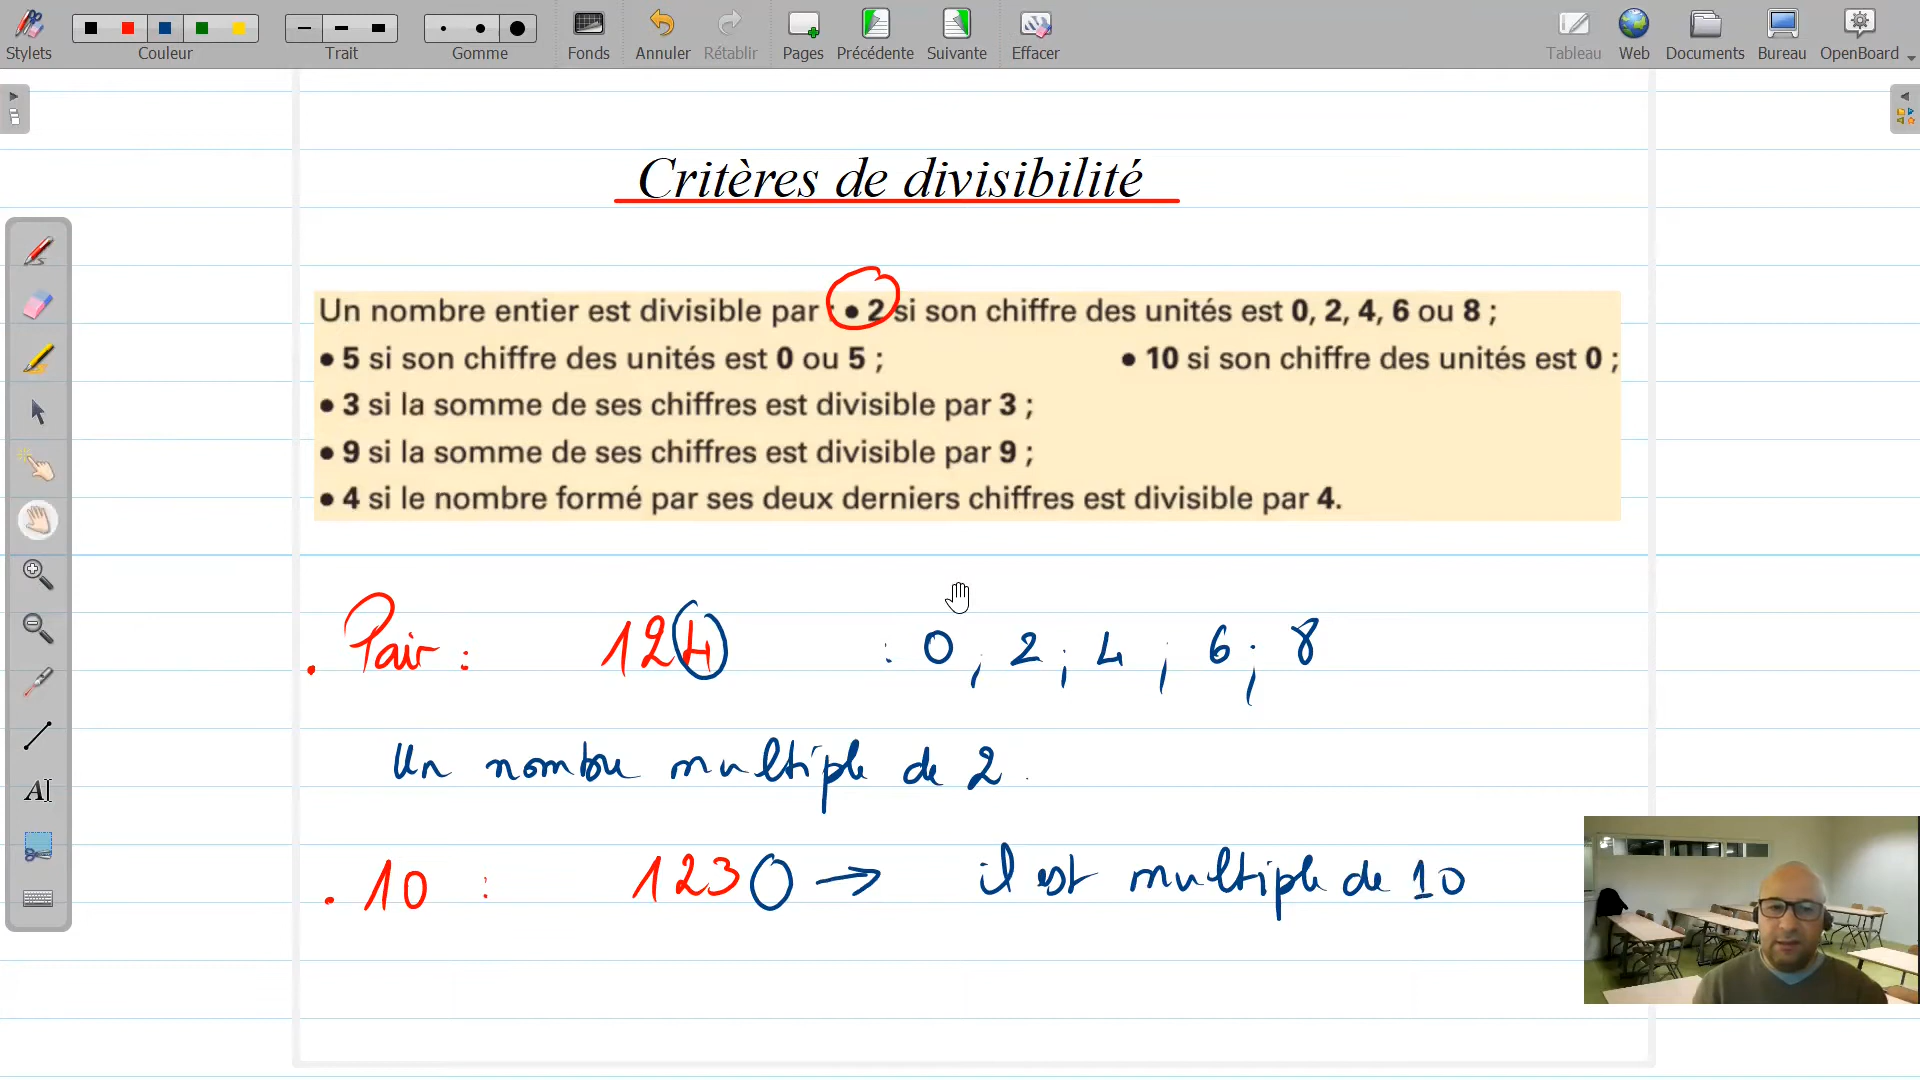 Stylets Couleur Trait Gomme Fonds Annuler Rétablir Pages Précédente Suivante Effacer Tableau Web Documents Bureau OpenBoard
Critères de divisibilité
Un nombre entier est divisible par : • 2 si son chiffre des unités est 0, 2, 4, 6 ou 8 ;
• 5 si son chiffre des unités est 0 ou 5 ; • 10 si son chiffre des unités est 0 ;
• 3 si la somme de ses chiffres est divisible par 3 ;
• 9 si la somme de ses chiffres est divisible par 9 ;
• 4 si le nombre formé par ses deux derniers chiffres est divisible par 4.
. Pair : 124 : 0 ; 2 ; 4 ; 6 ; 8
Un nombre multiple de 2.
. 10 : 1230 → il est multiple de 10
AI